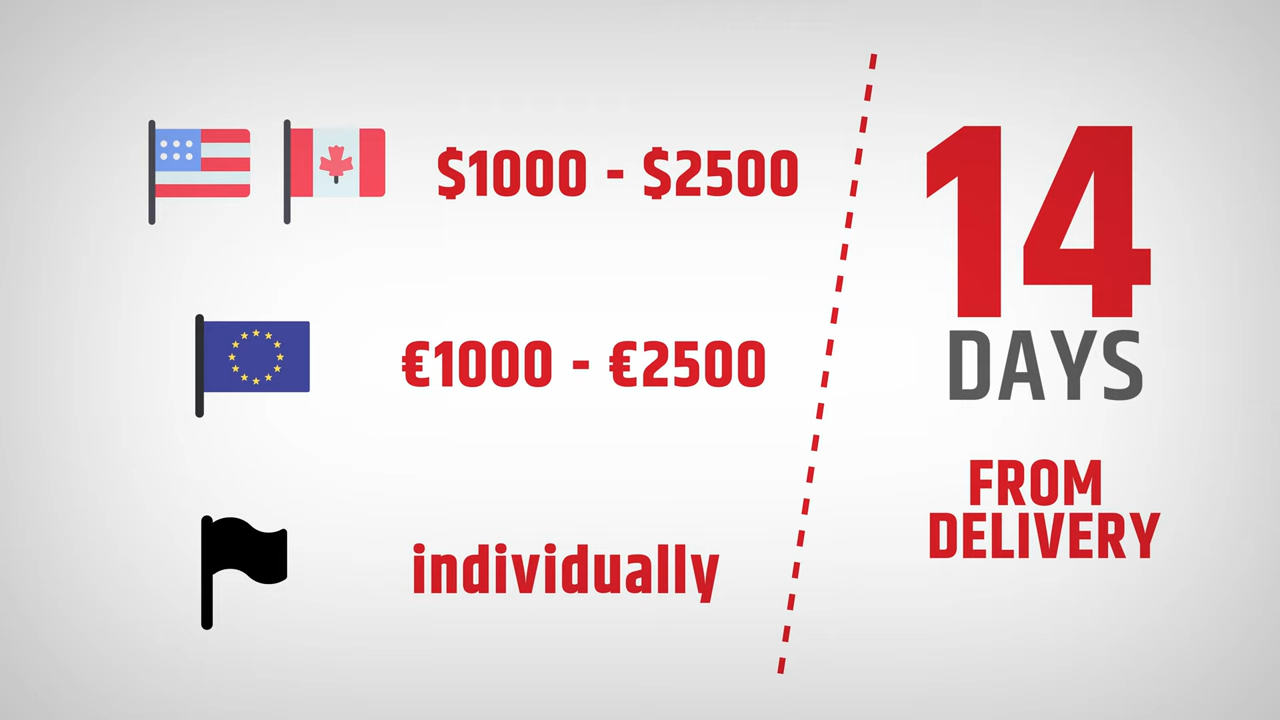 $1000 - $2500
€1000 - €2500
individually
14
DAYS
FROM
DELIVERY